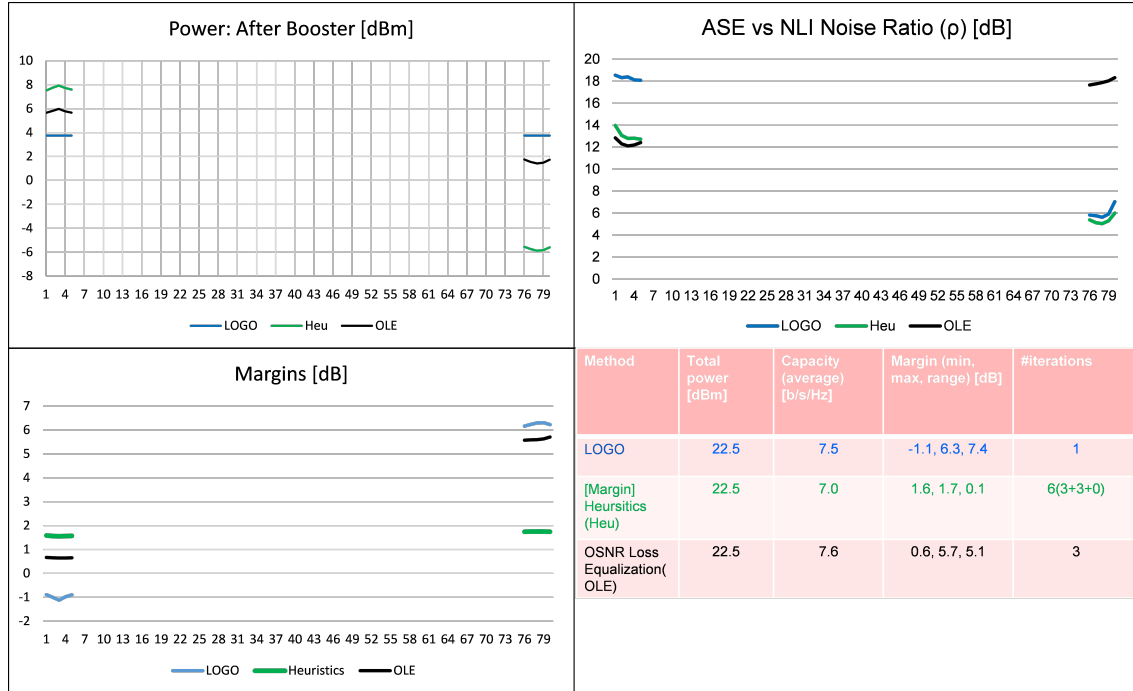 Power: After Booster [dBm]
10
8
6
4
2
0
-2
-4
-6
-8
1 4 7 10 13 16 19 22 25 28 31 34 37 40 43 46 49 52 55 58 61 64 67 70 73 76 79
LOGO Heu OLE
ASE vs NLI Noise Ratio (ρ) [dB]
20
18
16
14
12
10
8
6
4
2
0
1 4 7 10 13 16 19 22 25 28 31 34 37 40 43 46 49 52 55 58 61 64 67 70 73 76 79
LOGO Heu OLE
Margins [dB]
7
6
5
4
3
2
1
0
-1
-2
1 4 7 10 13 16 19 22 25 28 31 34 37 40 43 46 49 52 55 58 61 64 67 70 73 76 79
LOGO Heuristics OLE
Method
Total
power
[dBm]
Capacity
(average)
[b/s/Hz]
Margin (min,
max, range) [dB]
#iterations
LOGO 22.5 7.5 -1.1, 6.3, 7.4 1
[Margin] 22.5 7.0 1.6, 1.7, 0.1 6(3+3+0)
Heursitics
(Heu)
OSNR Loss 22.5 7.6 0.6, 5.7, 5.1 3
Equalization(
OLE)